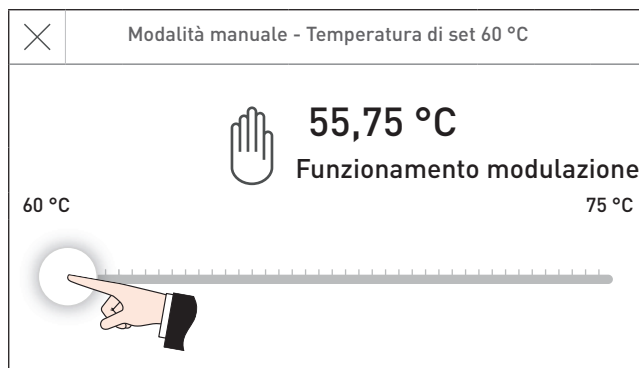 Modalità manuale - Temperatura di set 60 °C
55,75 °C
Funzionamento modulazione
60 °C
75 °C